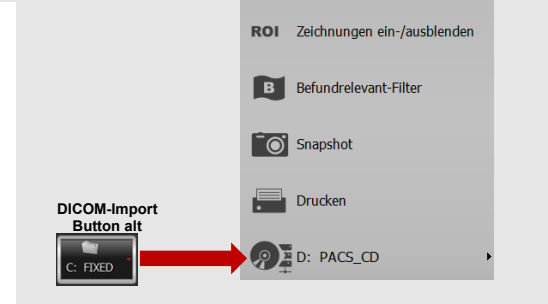 ROI Zeichnungen ein-/ausblenden
B Befundrelevant-Filter
Snapshot
Drucken
DICOM-Import
Button alt
C: FIXED
D: PACS_CD